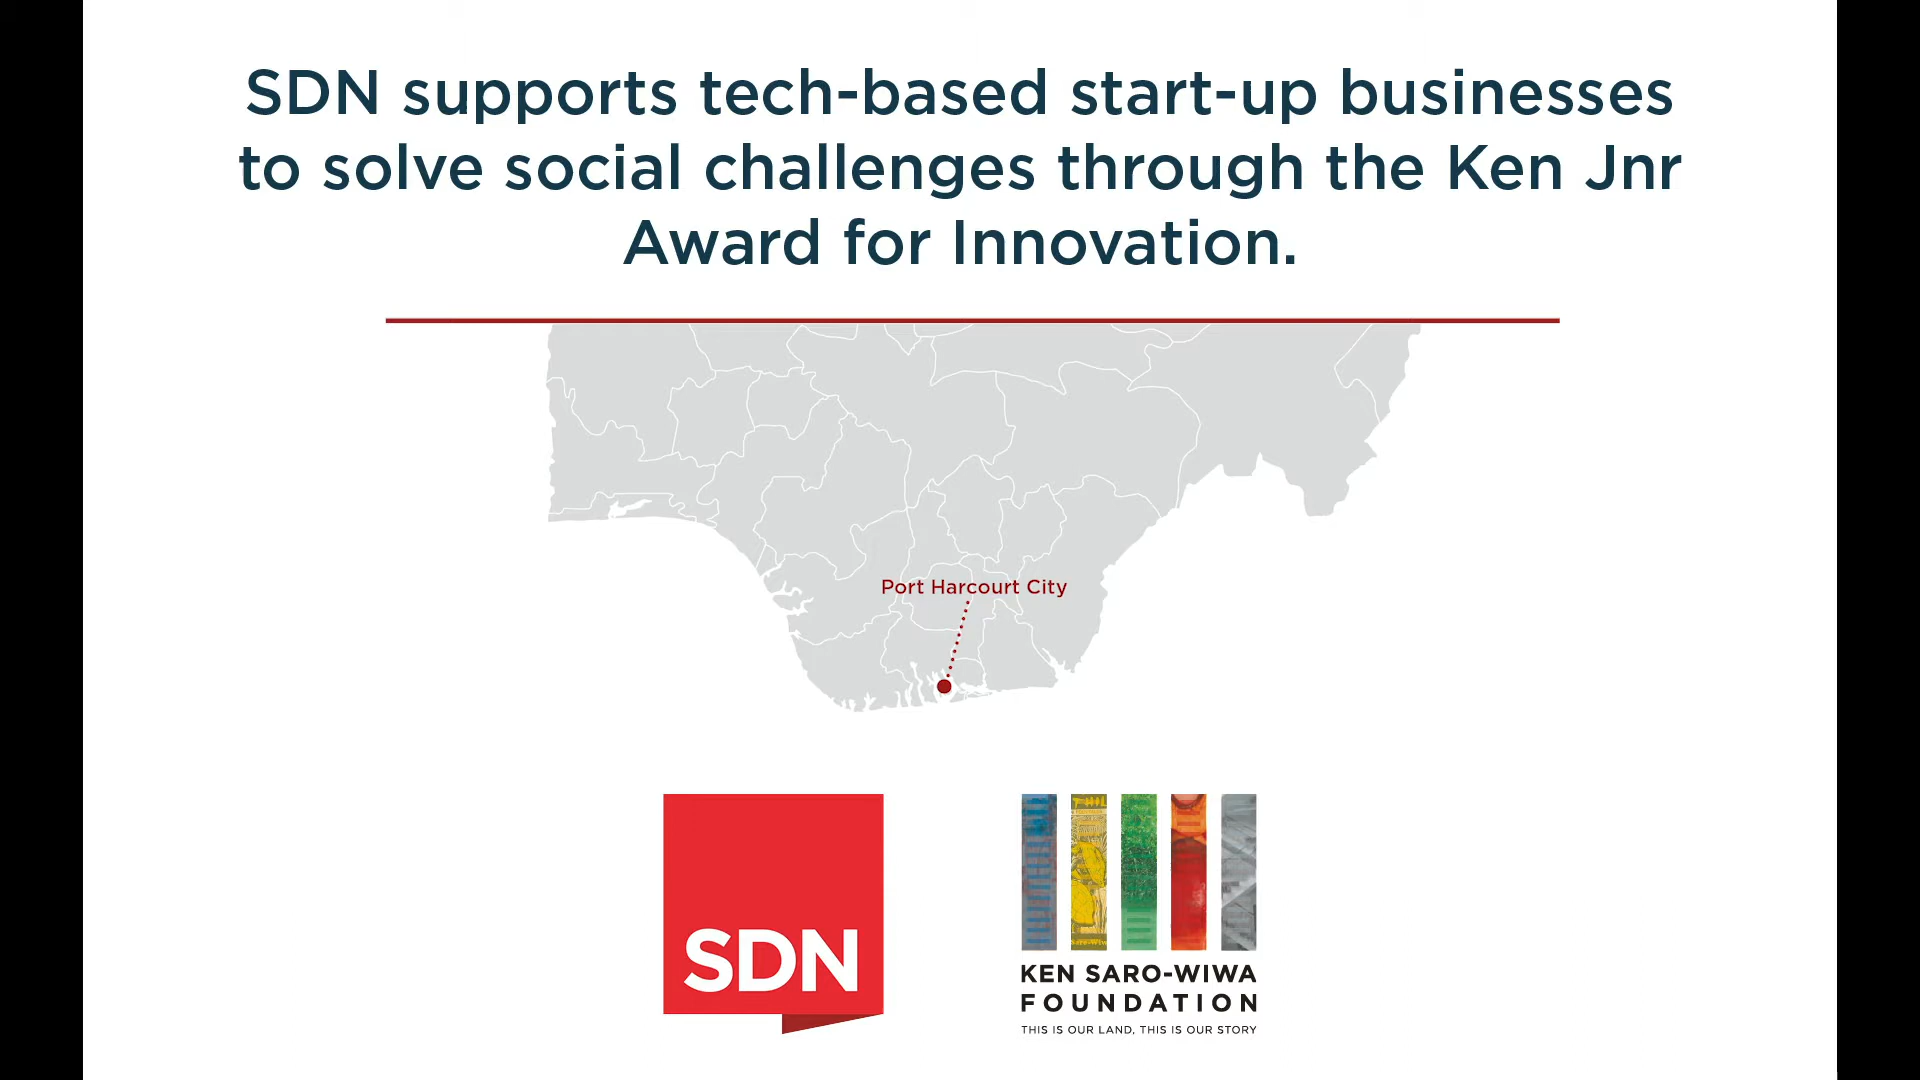 SDN supports tech-based start-up businesses
to solve social challenges through the Ken Jnr
Award for Innovation.
Port Harcourt City
SDN
KEN SARO-WIWA
FOUNDATION
THIS IS OUR LAND, THIS IS OUR STORY